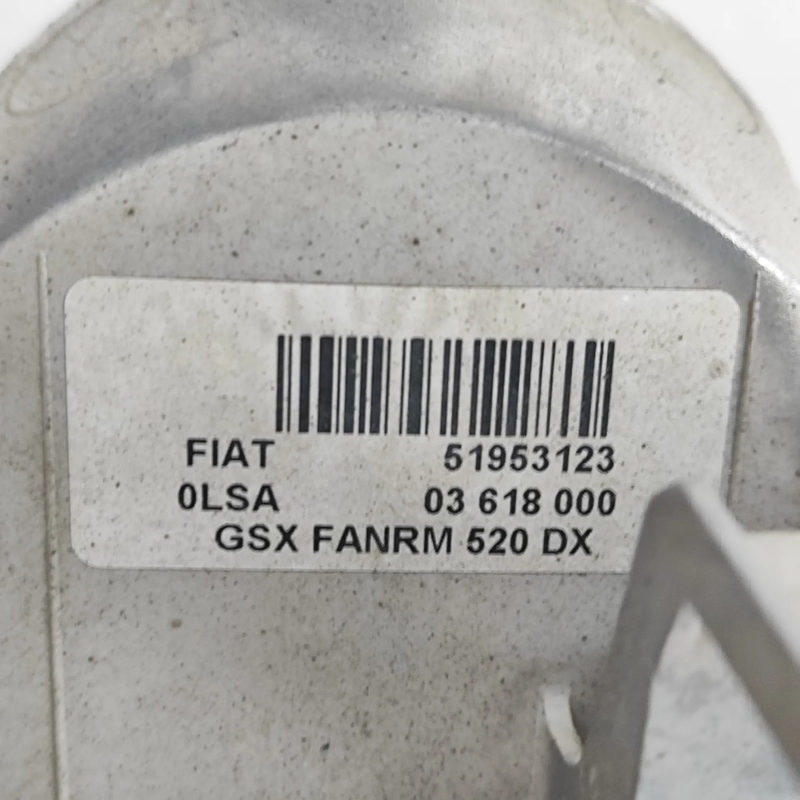 FIAT 51953123
0LSA 03 618 000
GSX FANRM 520 DX